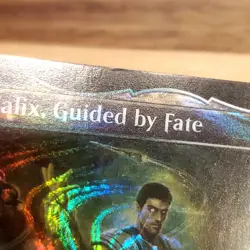 alix, Guided by Fate